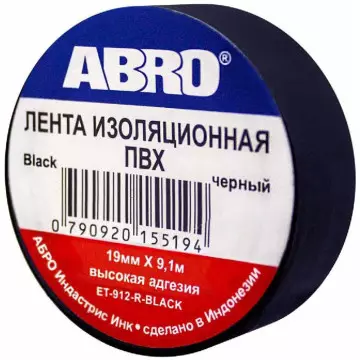 ABRO®
ЛЕНТА ИЗОЛЯЦИОННАЯ
ПВХ
Black
черный
0 790920 155194
19мм X 9,1м
высокая адгезия
ET-912-R-BLACK
АБРО Индастрис Инк • сделано в Индонезии